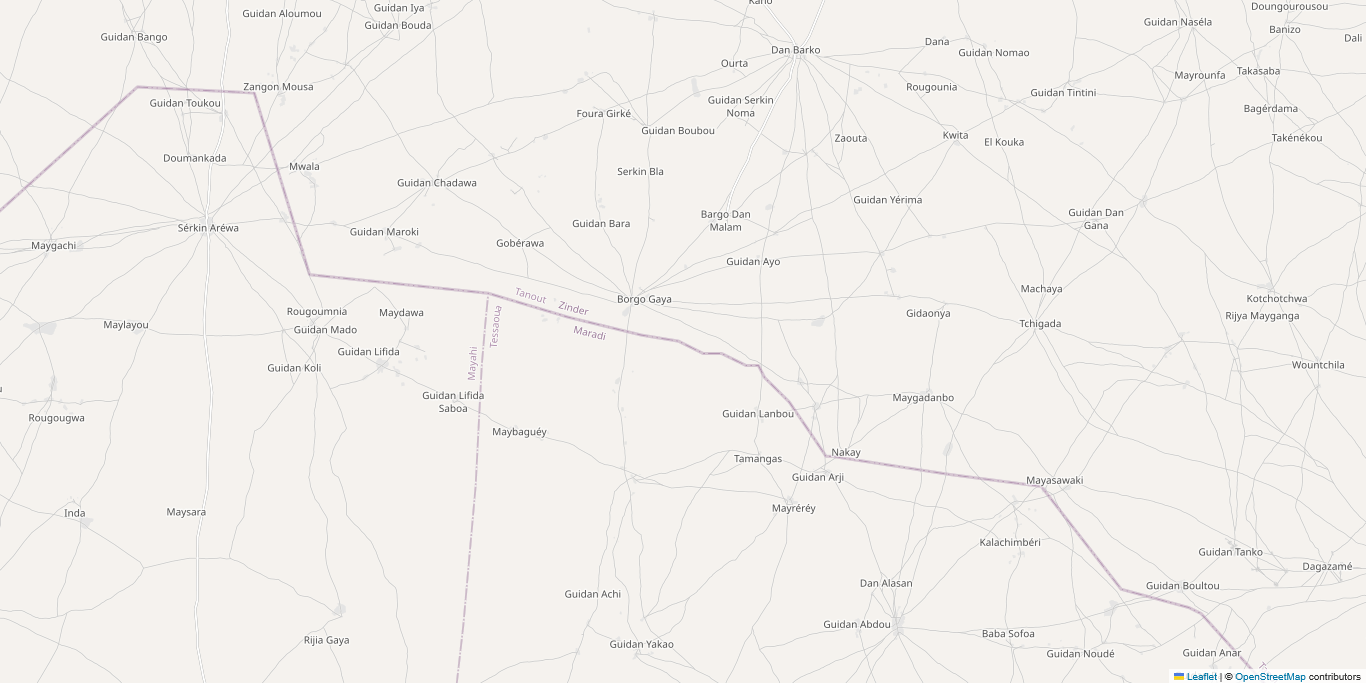 Kano
Guidan Iya
Doungourousou
Guidan Aloumou
Guidan Bouda
Guidan Naséla
Banizo
Guidan Bango
Dali
Dana
Dan Barko
Guidan Nomao
Ourta
Takasaba
Mayrounfa
Zangon Mousa
Rougounia
Guidan Tintini
Guidan Toukou
Guidan Serkin
Noma
Foura Girké
Bagérdama
Guidan Boubou
Zaouta
Kwita
El Kouka
Takénékou
Doumankada
Mwala
Serkin Bla
Guidan Chadawa
Guidan Yérima
Bargo Dan
Malam
Guidan Dan
Gana
Sérkin Aréwa
Guidan Bara
Guidan Maroki
Maygachi
Gobérawa
Guidan Ayo
Machaya
Tanout
Zinder
Borgo Gaya
Kotchotchwa
Rougoumnia
Maydawa
Tessaoua
Gidaonya
Rijya Mayganga
Maylayou
Guidan Mado
Maradi
Tchigada
Guidan Lifida
Mayahi
Guidan Koli
Wountchila
Guidan Lifida
Saboa
Maygadanbo
Rougougwa
Guidan Lanbou
Maybaguéy
Nakay
Tamangas
Guidan Arji
Mayasawaki
Inda
Maysara
Mayréréy
Kalachimbéri
Guidan Tanko
Dagazamé
Dan Alasan
Guidan Boultou
Guidan Achi
Guidan Abdou
Baba Sofoa
Rijia Gaya
Guidan Yakao
Guidan Noudé
Guidan Anar
Leaflet | © OpenStreetMap contributors